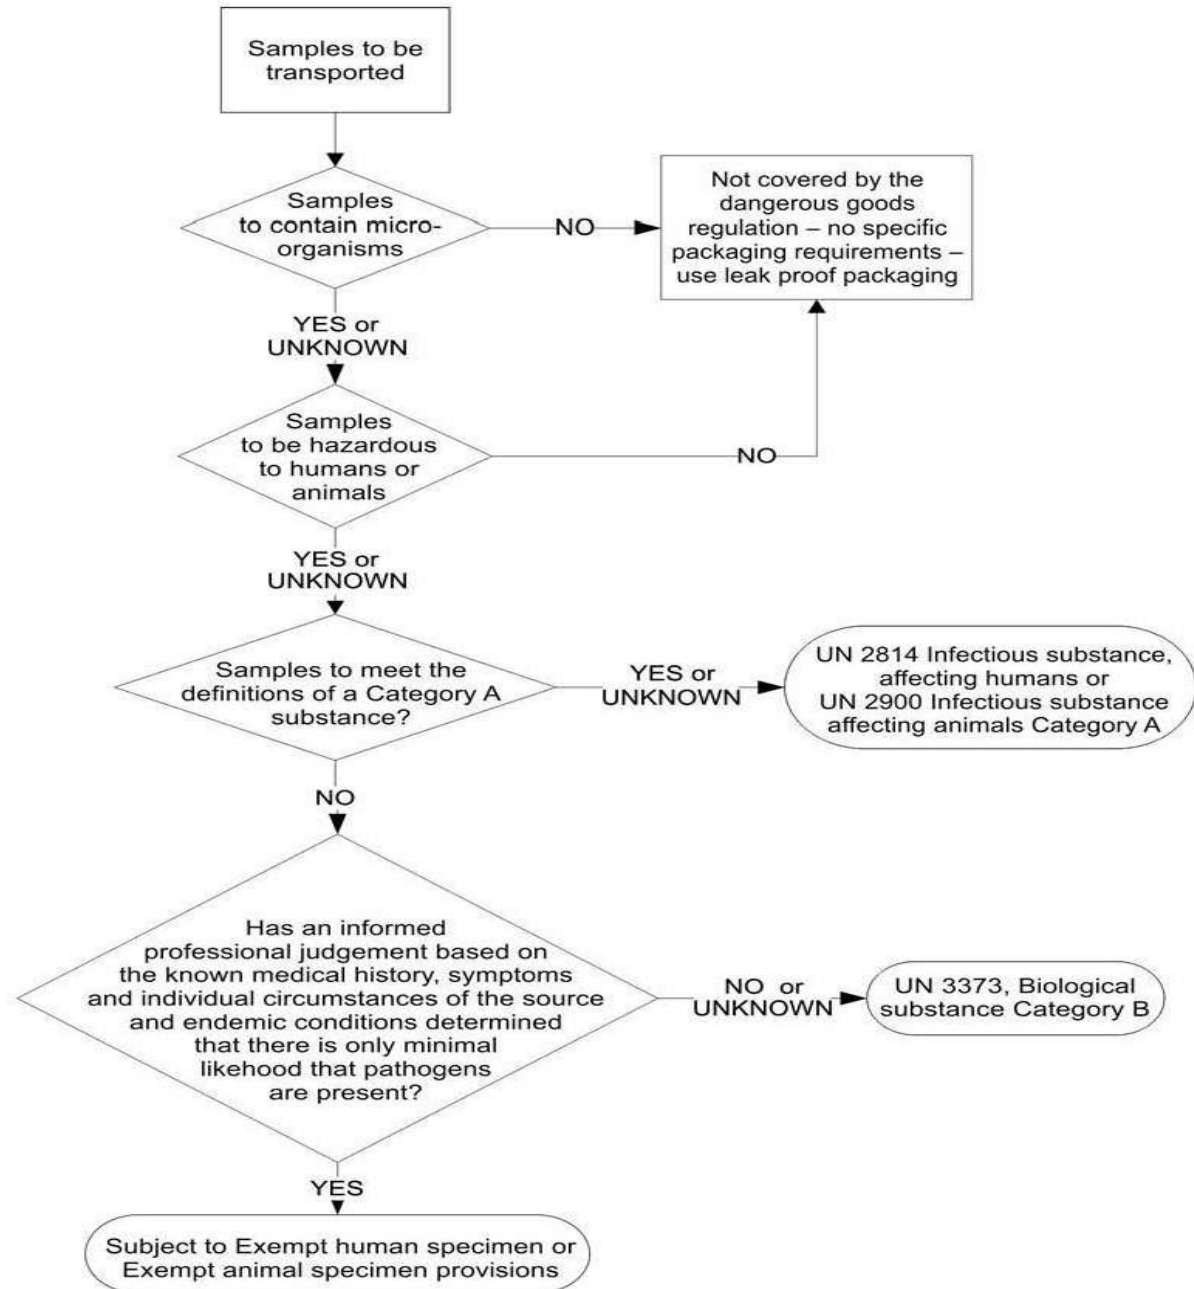 Samples to be
transported
Samples
to contain micro-
organisms
NO
Not covered by the
dangerous goods
regulation – no specific
packaging requirements –
use leak proof packaging
YES or
UNKNOWN
Samples
to be hazardous
to humans or
animals
NO
YES or
UNKNOWN
Samples to meet the
definitions of a Category A
substance?
YES or
UNKNOWN
UN 2814 Infectious substance,
affecting humans or
UN 2900 Infectious substance
affecting animals Category A
NO
Has an informed
professional judgement based on
the known medical history, symptoms
and individual circumstances of the source
and endemic conditions determined
that there is only minimal
likehood that pathogens
are present?
NO or
UNKNOWN
UN 3373, Biological
substance Category B
YES
Subject to Exempt human specimen or
Exempt animal specimen provisions